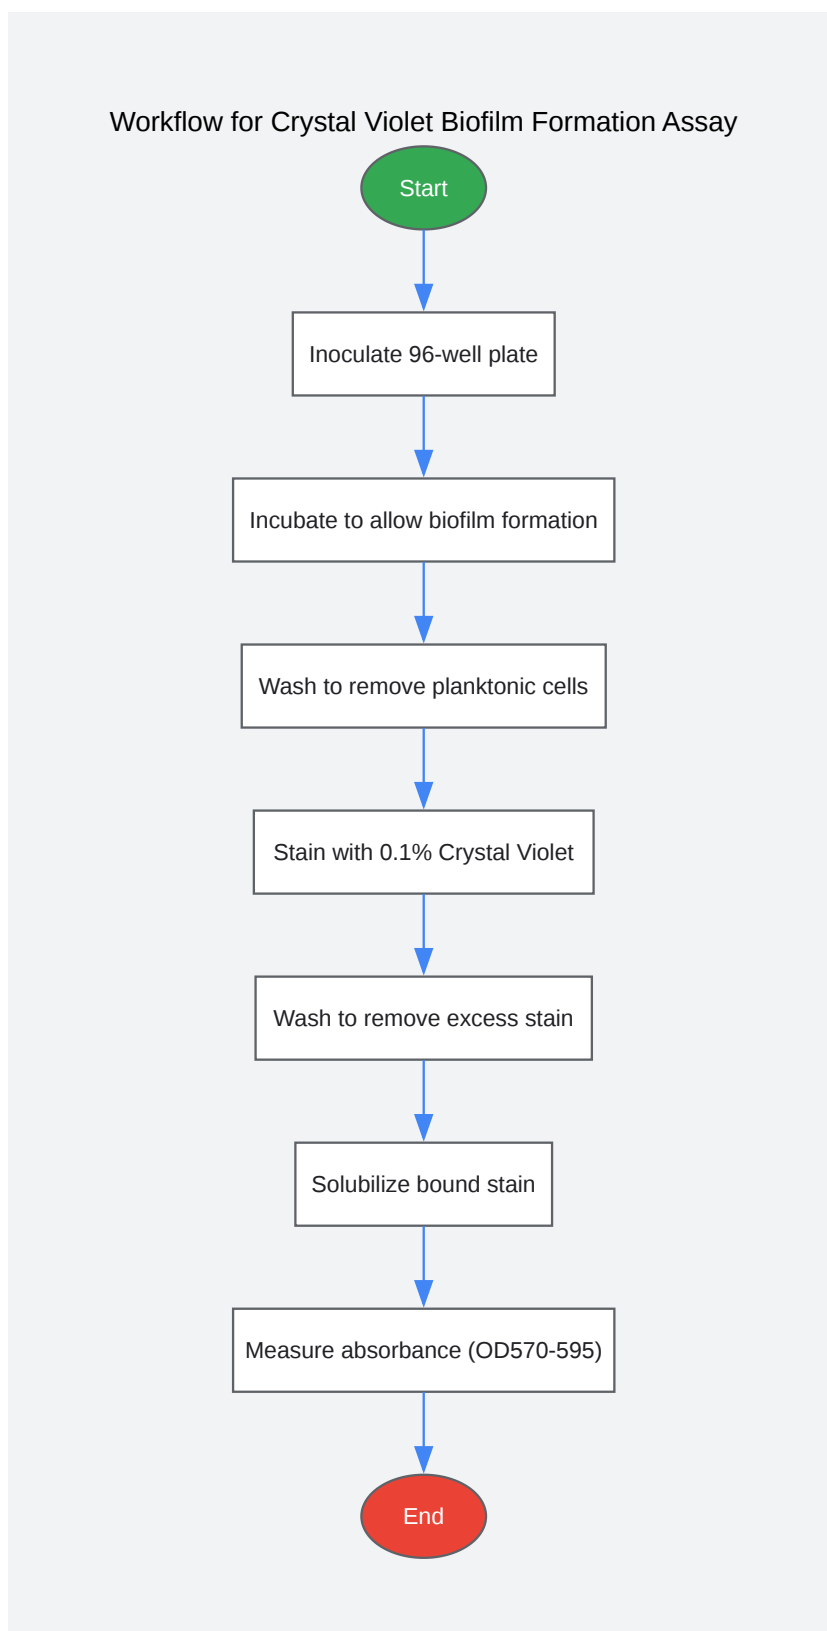 Workflow for Crystal Violet Biofilm Formation Assay
Start
Inoculate 96-well plate
Incubate to allow biofilm formation
Wash to remove planktonic cells
Stain with 0.1% Crystal Violet
Wash to remove excess stain
Solubilize bound stain
Measure absorbance (OD570-595)
End